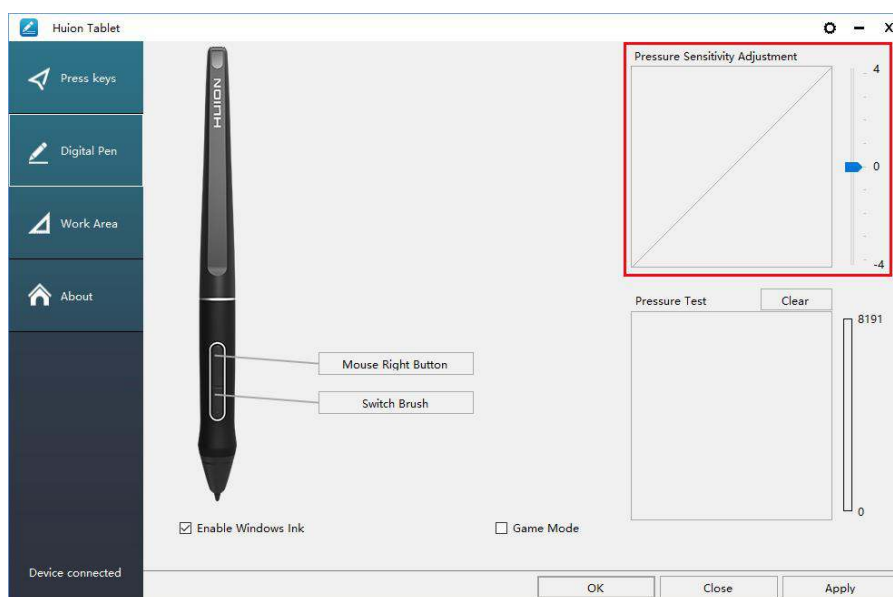 Huion Tablet
X
Press keys
Digital Pen
Work Area
About
Device connected
HUION
Mouse Right Button
Switch Brush
Enable Windows Ink
Game Mode
Pressure Sensitivity Adjustment
4
0
-4
Pressure Test
Clear
8191
0
OK
Close
Apply